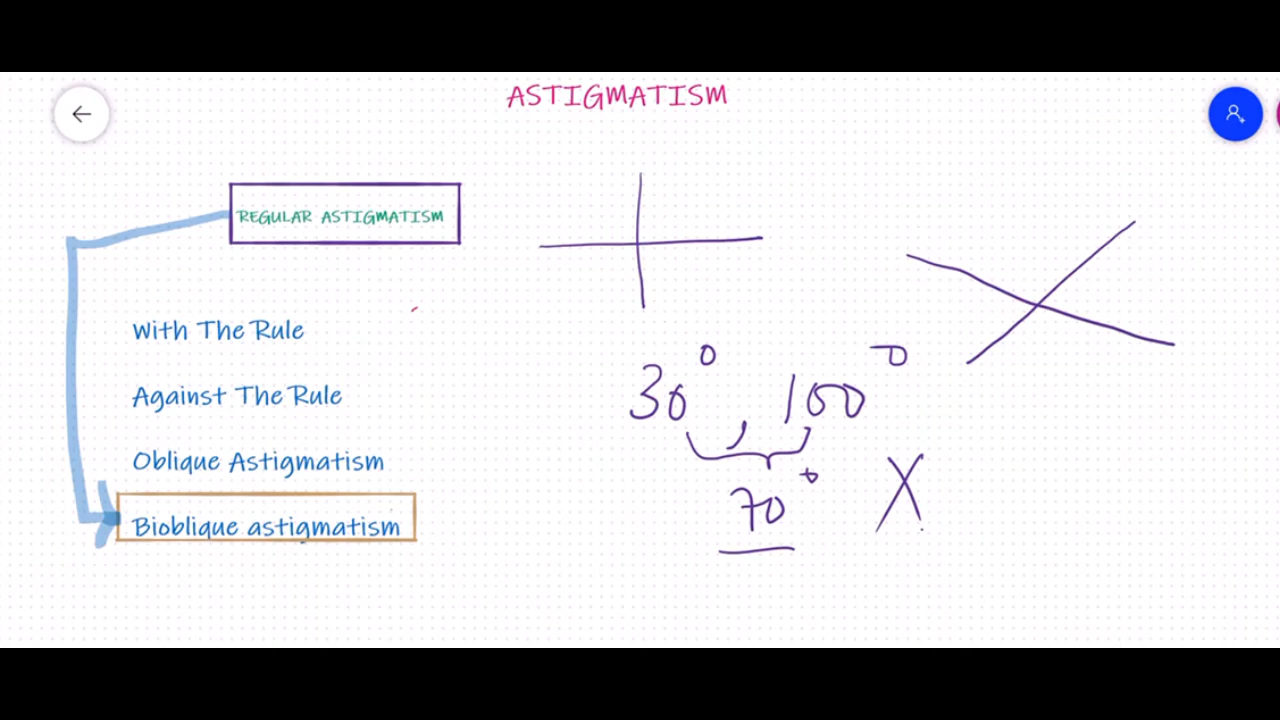 ASTIGMATISM
REGULAR ASTIGMATISM
With The Rule
Against The Rule
Oblique Astigmatism
Bioblique astigmatism
30°, 100°
70°
X